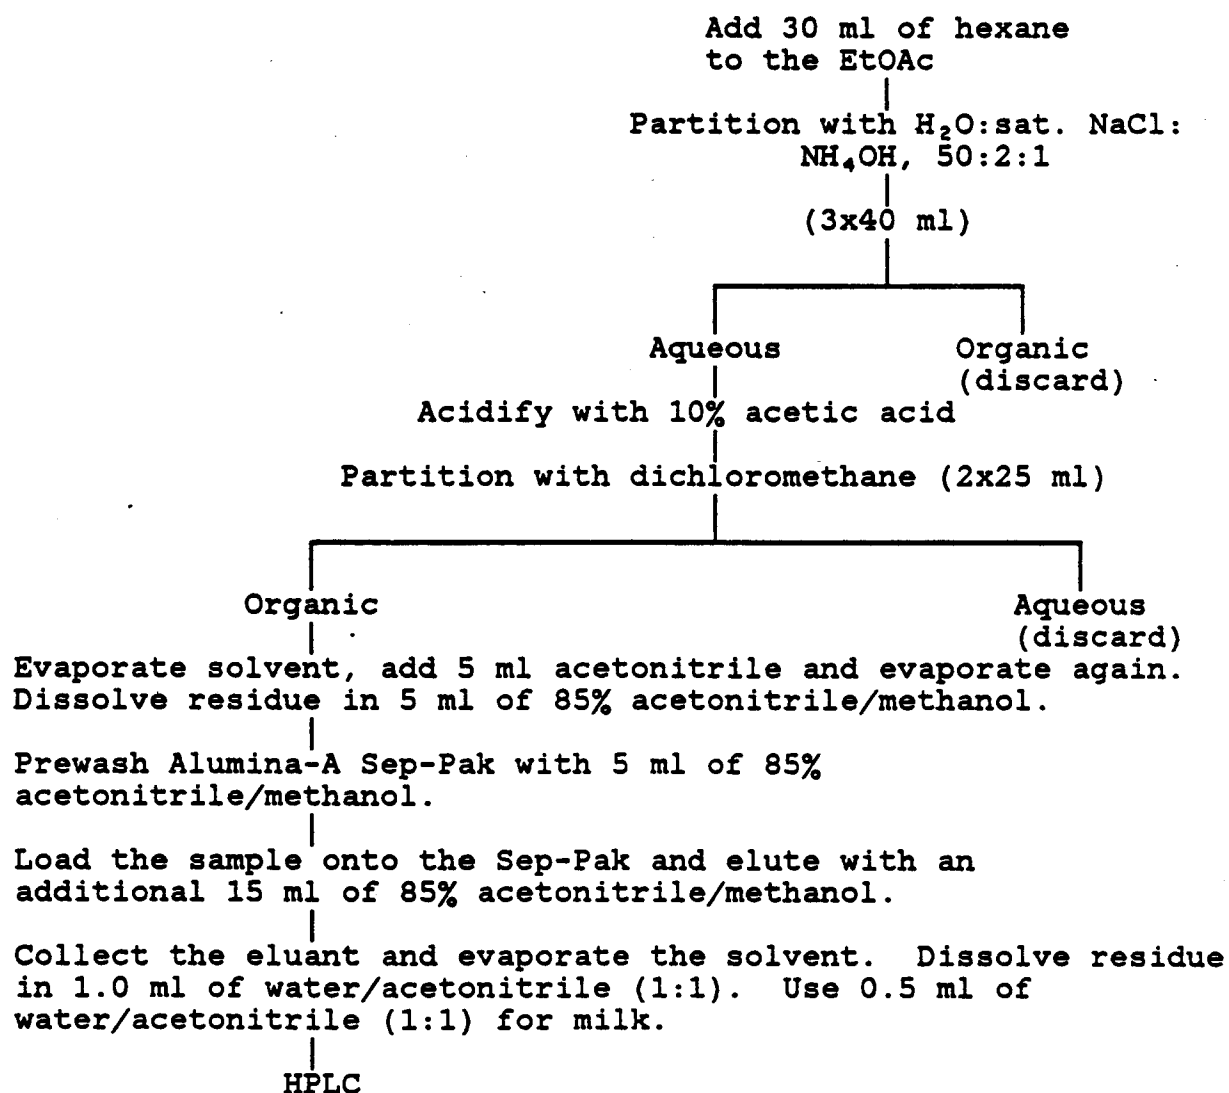 Add 30 ml of hexane
to the EtOAc
Partition with H₂O:sat. NaCl:
NH₄OH, 50:2:1
(3x40 ml)
Aqueous
Organic
(discard)
Acidify with 10% acetic acid
Partition with dichloromethane (2x25 ml)
Organic
Aqueous
(discard)
Evaporate solvent, add 5 ml acetonitrile and evaporate again.
Dissolve residue in 5 ml of 85% acetonitrile/methanol.
Prewash Alumina-A Sep-Pak with 5 ml of 85%
acetonitrile/methanol.
Load the sample onto the Sep-Pak and elute with an
additional 15 ml of 85% acetonitrile/methanol.
Collect the eluant and evaporate the solvent.  Dissolve residue
in 1.0 ml of water/acetonitrile (1:1).  Use 0.5 ml of
water/acetonitrile (1:1) for milk.
HPLC